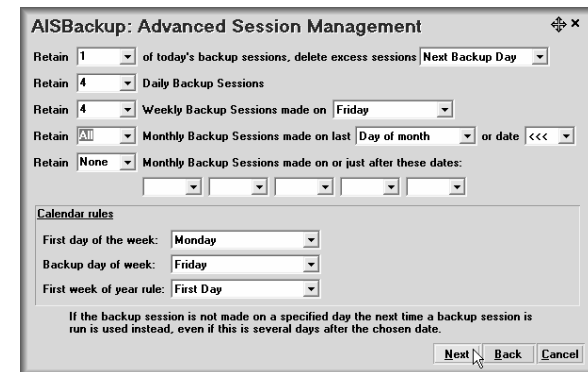 AISBackup: Advanced Session Management
Retain 1 of today's backup sessions, delete excess sessions Next Backup Day
Retain 4 Daily Backup Sessions
Retain 4 Weekly Backup Sessions made on Friday
Retain All Monthly Backup Sessions made on last Day of month or date <<<
Retain None Monthly Backup Sessions made on or just after these dates:
Calendar rules
First day of the week: Monday
Backup day of week: Friday
First week of year rule: First Day
If the backup session is not made on a specified day the next time a backup session is
run is used instead, even if this is several days after the chosen date.
Next Back Cancel